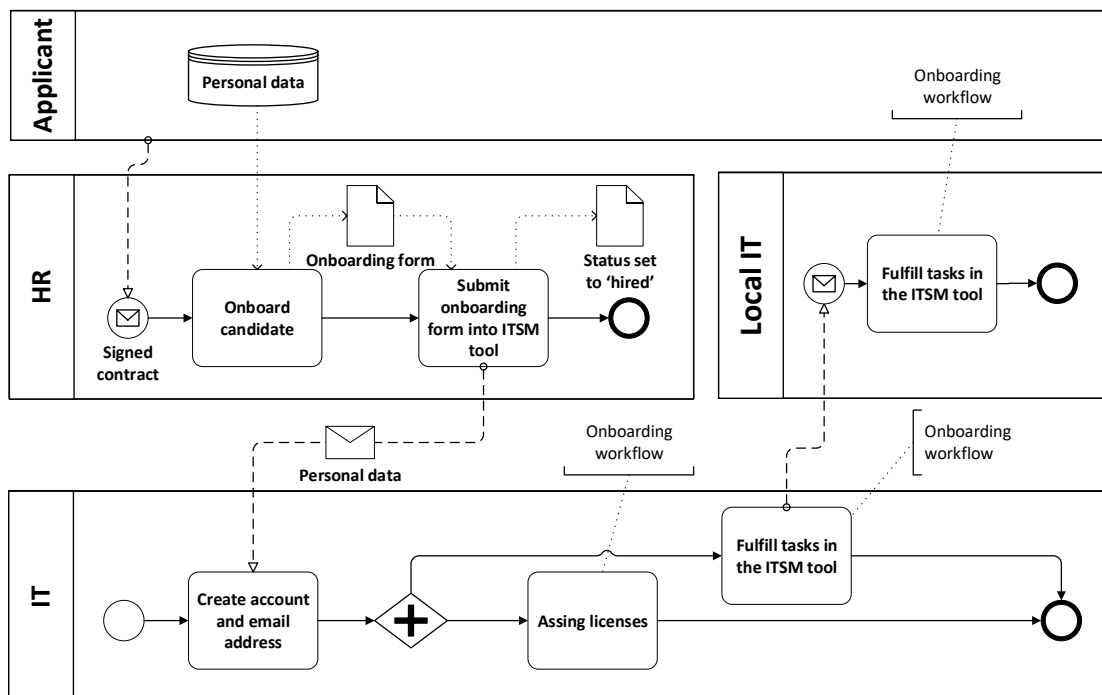 Applicant
Personal data
Onboarding
workflow
HR
Signed
contract
Onboard
candidate
Onboarding form
Submit
onboarding
form into ITSM
tool
Status set
to ‘hired’
Local IT
Fulfill tasks in
the ITSM tool
Personal data
Onboarding
workflow
Onboarding
workflow
IT
Create account
and email
address
Assing licenses
Fulfill tasks in
the ITSM tool